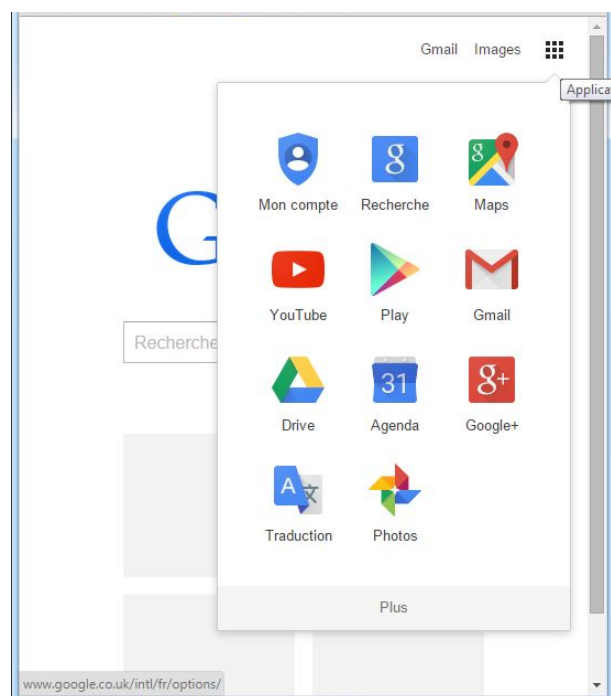 Gmail Images
Applica
Mon compte Recherche Maps
YouTube Play Gmail
Recherche
31 g+
Drive Agenda Google+
A 文
Traduction Photos
Plus
www.google.co.uk/intl/fr/options/